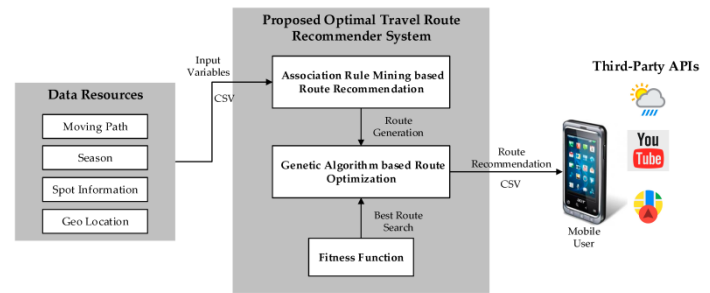 Proposed Optimal Travel Route
Recommender System
Input
Variables
CSV
Data Resources
Moving Path
Season
Spot Information
Geo Location
Association Rule Mining based
Route Recommendation
Route
Generation
Genetic Algorithm based Route
Optimization
Best Route
Search
Fitness Function
Route
Recommendation
CSV
Third-Party APIs
You
Tube
acer
Mobile
User